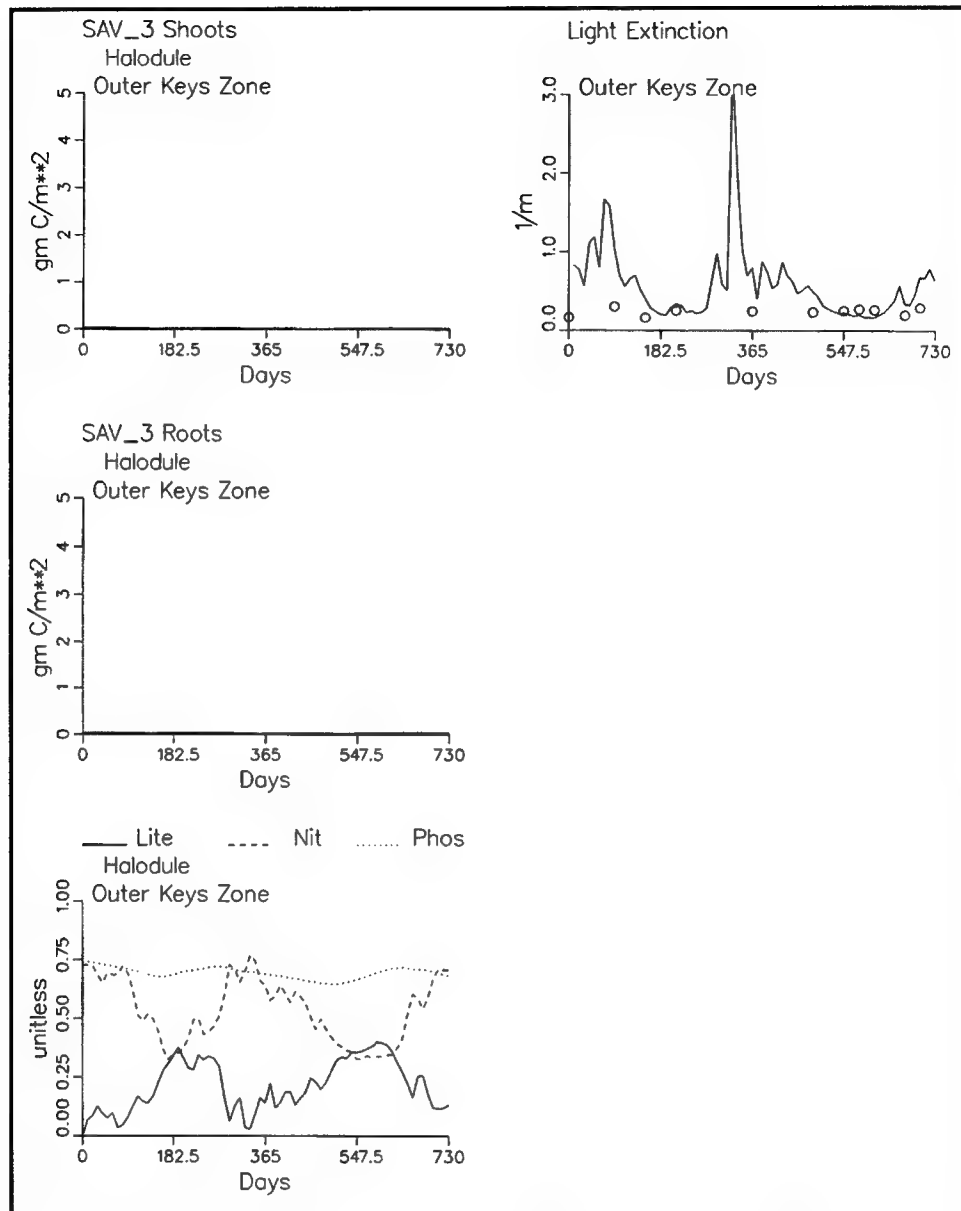 SAV_3 Shoots
Halodule
Outer Keys Zone
gm C/m**2
5
4
3
2
1
0
0 182.5 365 547.5 730
Days
Light Extinction
Outer Keys Zone
1/m
3.0
2.0
1.0
0.0
0 182.5 365 547.5 730
Days
SAV_3 Roots
Halodule
Outer Keys Zone
gm C/m**2
5
4
3
2
1
0
0 182.5 365 547.5 730
Days
Lite Nit Phos
Halodule
Outer Keys Zone
unitless
1.00
0.75
0.50
0.25
0.00
0 182.5 365 547.5 730
Days